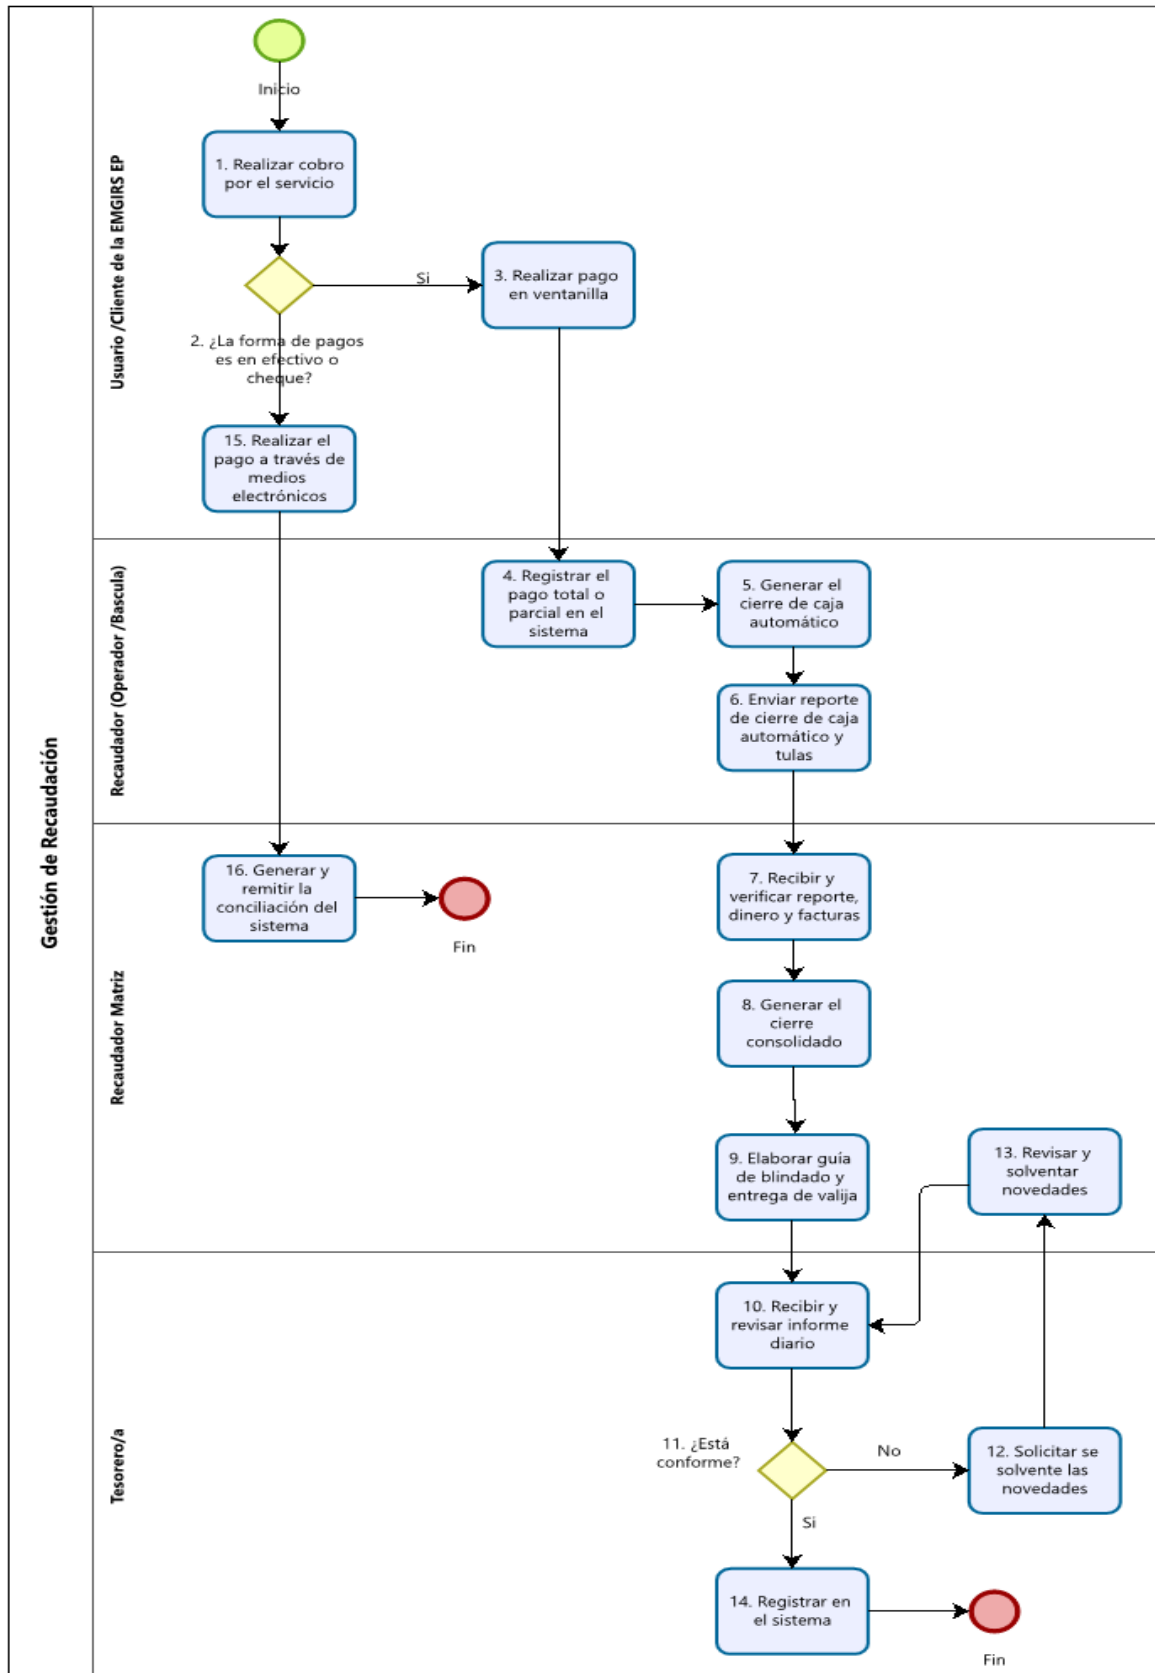 Gestión de Recaudación
Usuario /Cliente de la EMGIRS EP
Inicio
1. Realizar cobro
por el servicio
Si
3. Realizar pago
en ventanilla
2. ¿La forma de pagos
es en efectivo o
cheque?
15. Realizar el
pago a través de
medios
electrónicos
Recaudador (Operador /Bascula)
4. Registrar el
pago total o
parcial en el
sistema
5. Generar el
cierre de caja
automático
6. Enviar reporte
de cierre de caja
automático y
tulas
Recaudador Matriz
16. Generar y
remitir la
conciliación del
sistema
Fin
7. Recibir y
verificar reporte,
dinero y facturas
8. Generar el
cierre
consolidado
9. Elaborar guía
de blindado y
entrega de valija
13. Revisar y
solventar
novedades
Tesorero/a
10. Recibir y
revisar informe
diario
11. ¿Está
conforme?
No
12. Solicitar se
solvente las
novedades
Si
14. Registrar en
el sistema
Fin